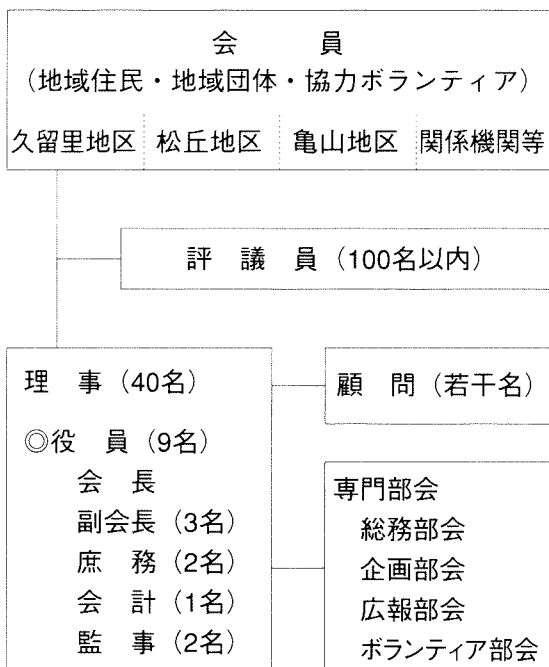 会　員
（地域住民・地域団体・協力ボランティア）
久留里地区　松丘地区　亀山地区　関係機関等
評　議　員（100名以内）
理　事（40名）
◎役　員（9名）
会　長
副会長（3名）
庶　務（2名）
会　計（1名）
監　事（2名）
顧　問（若干名）
専門部会
総務部会
企画部会
広報部会
ボランティア部会